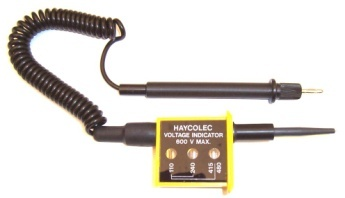 HAYCOLEC
VOLTAGE INDICATOR
600 V MAX.
110 240 415 480